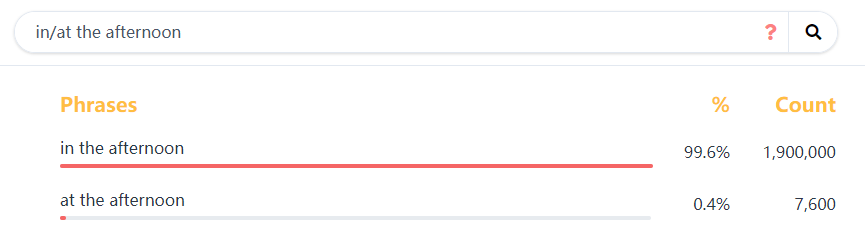 in/at the afternoon ?
Phrases % Count
in the afternoon 99.6% 1,900,000
at the afternoon 0.4% 7,600